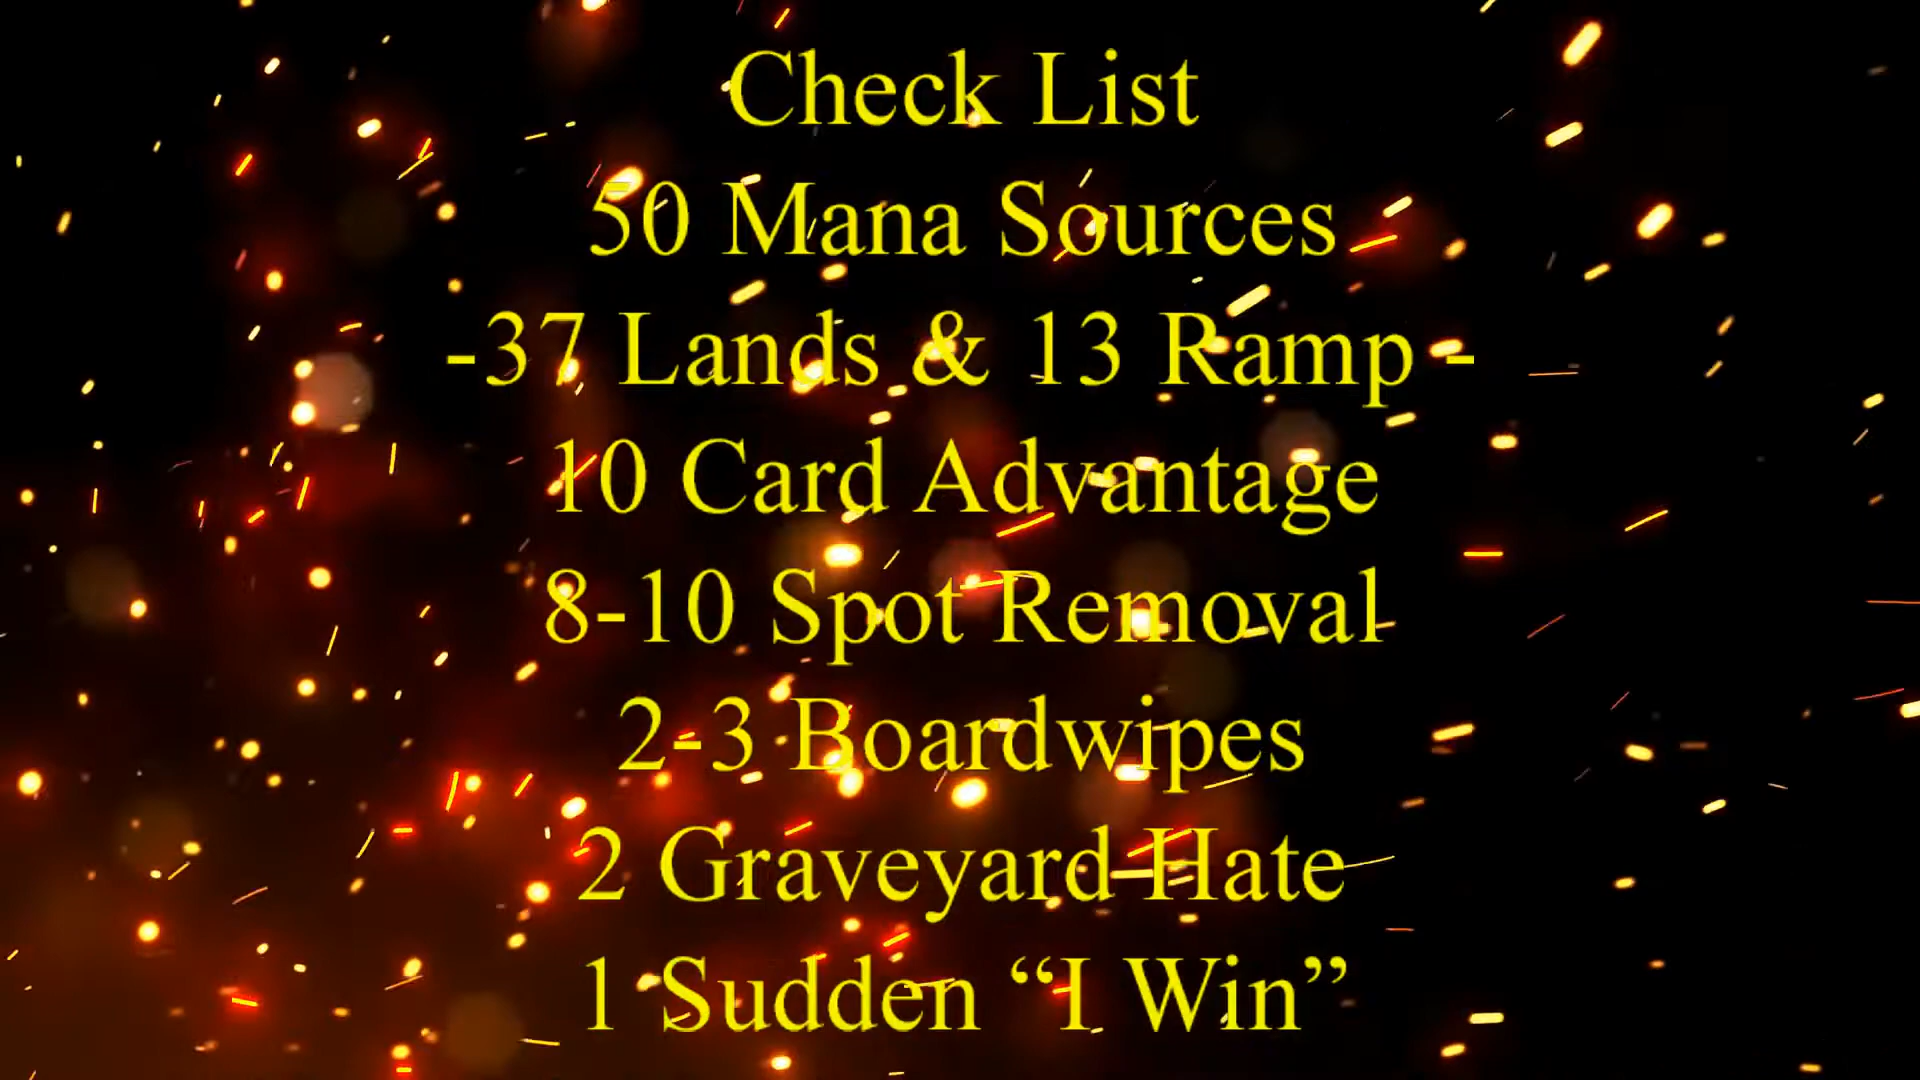 Check List
50 Mana Sources
-37 Lands & 13 Ramp -
10 Card Advantage
8-10 Spot Removal
2-3 Boardwipes
2 Graveyard Hate
1 Sudden “I Win”